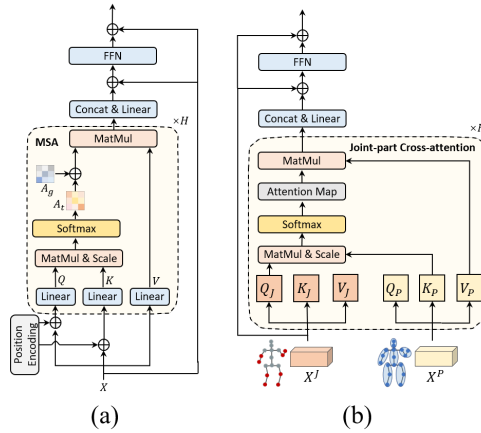 FFN
Concat & Linear
×H
MSA
MatMul
A_g
A_t
Softmax
MatMul & Scale
Q K V
Linear Linear Linear
Position Encoding
X
(a)
FFN
Concat & Linear
Joint-part Cross-attention
MatMul
Attention Map
Softmax
MatMul & Scale
Q_J K_J V_J Q_P K_P V_P
X^J X^P
(b)